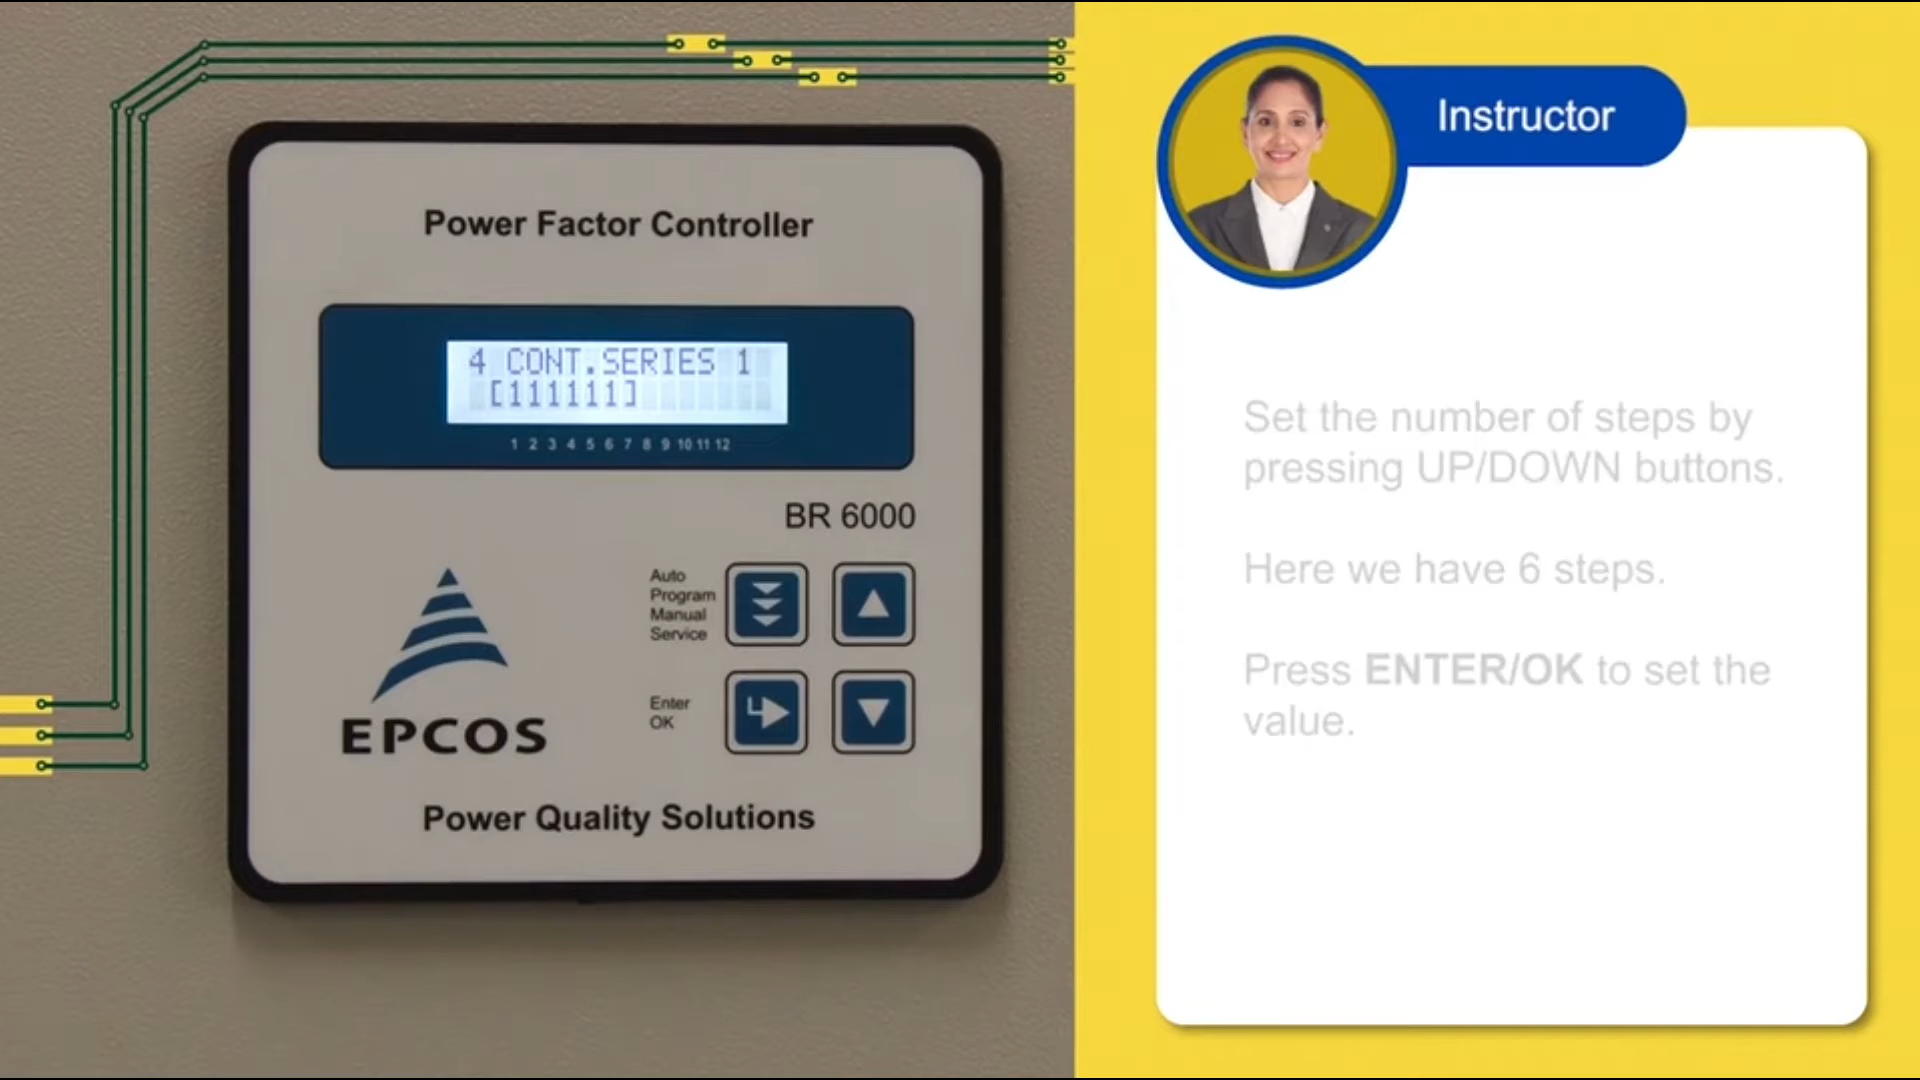 Power Factor Controller
4 CONT.SERIES 1
[111111]
1 2 3 4 5 6 7 8 9 10 11 12
BR 6000
Auto
Program
Manual
Service
Enter
OK
EPCOS
Power Quality Solutions
Instructor
Set the number of steps by
pressing UP/DOWN buttons.
Here we have 6 steps.
Press ENTER/OK to set the
value.